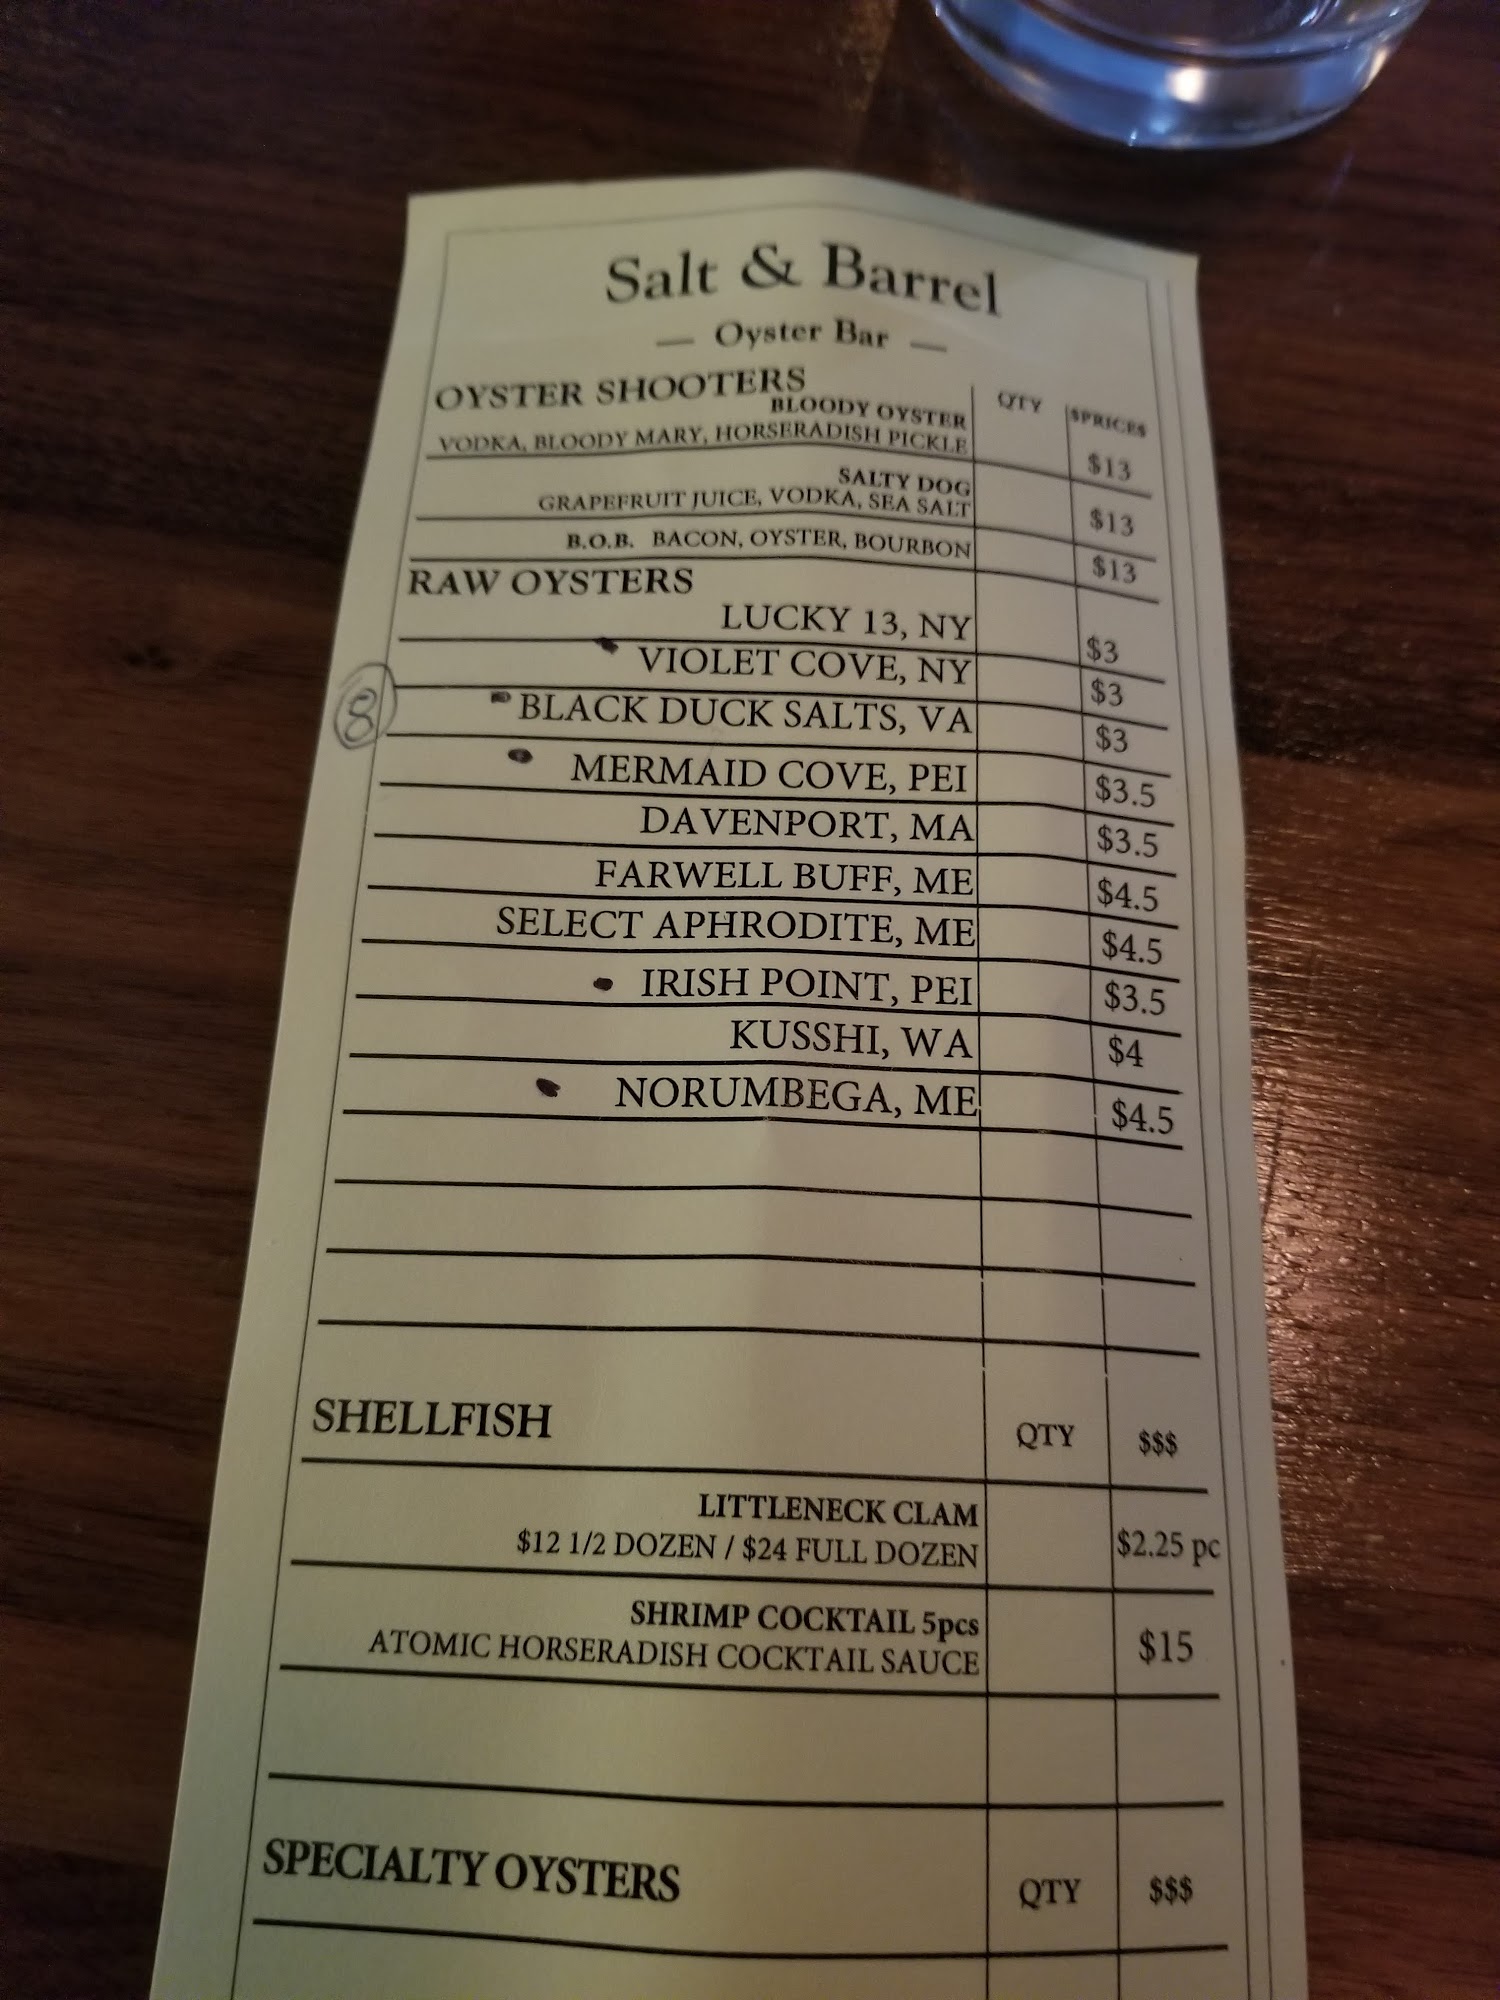 Salt & Barrel
— Oyster Bar —
OYSTER SHOOTERS QTY $PRICE$
BLOODY OYSTER
VODKA, BLOODY MARY, HORSERADISH PICKLE $13
SALTY DOG
GRAPEFRUIT JUICE, VODKA, SEA SALT $13
B.O.B. BACON, OYSTER, BOURBON $13
RAW OYSTERS
LUCKY 13, NY $3
VIOLET COVE, NY $3
8 BLACK DUCK SALTS, VA $3
MERMAID COVE, PEI $3.5
DAVENPORT, MA $3.5
FARWELL BUFF, ME $4.5
SELECT APHRODITE, ME $4.5
IRISH POINT, PEI $3.5
KUSSHI, WA $4
NORUMBEGA, ME $4.5
SHELLFISH QTY $$$
LITTLENECK CLAM
$12 1/2 DOZEN / $24 FULL DOZEN $2.25 pc
SHRIMP COCKTAIL 5pcs
ATOMIC HORSERADISH COCKTAIL SAUCE $15
SPECIALTY OYSTERS QTY $$$